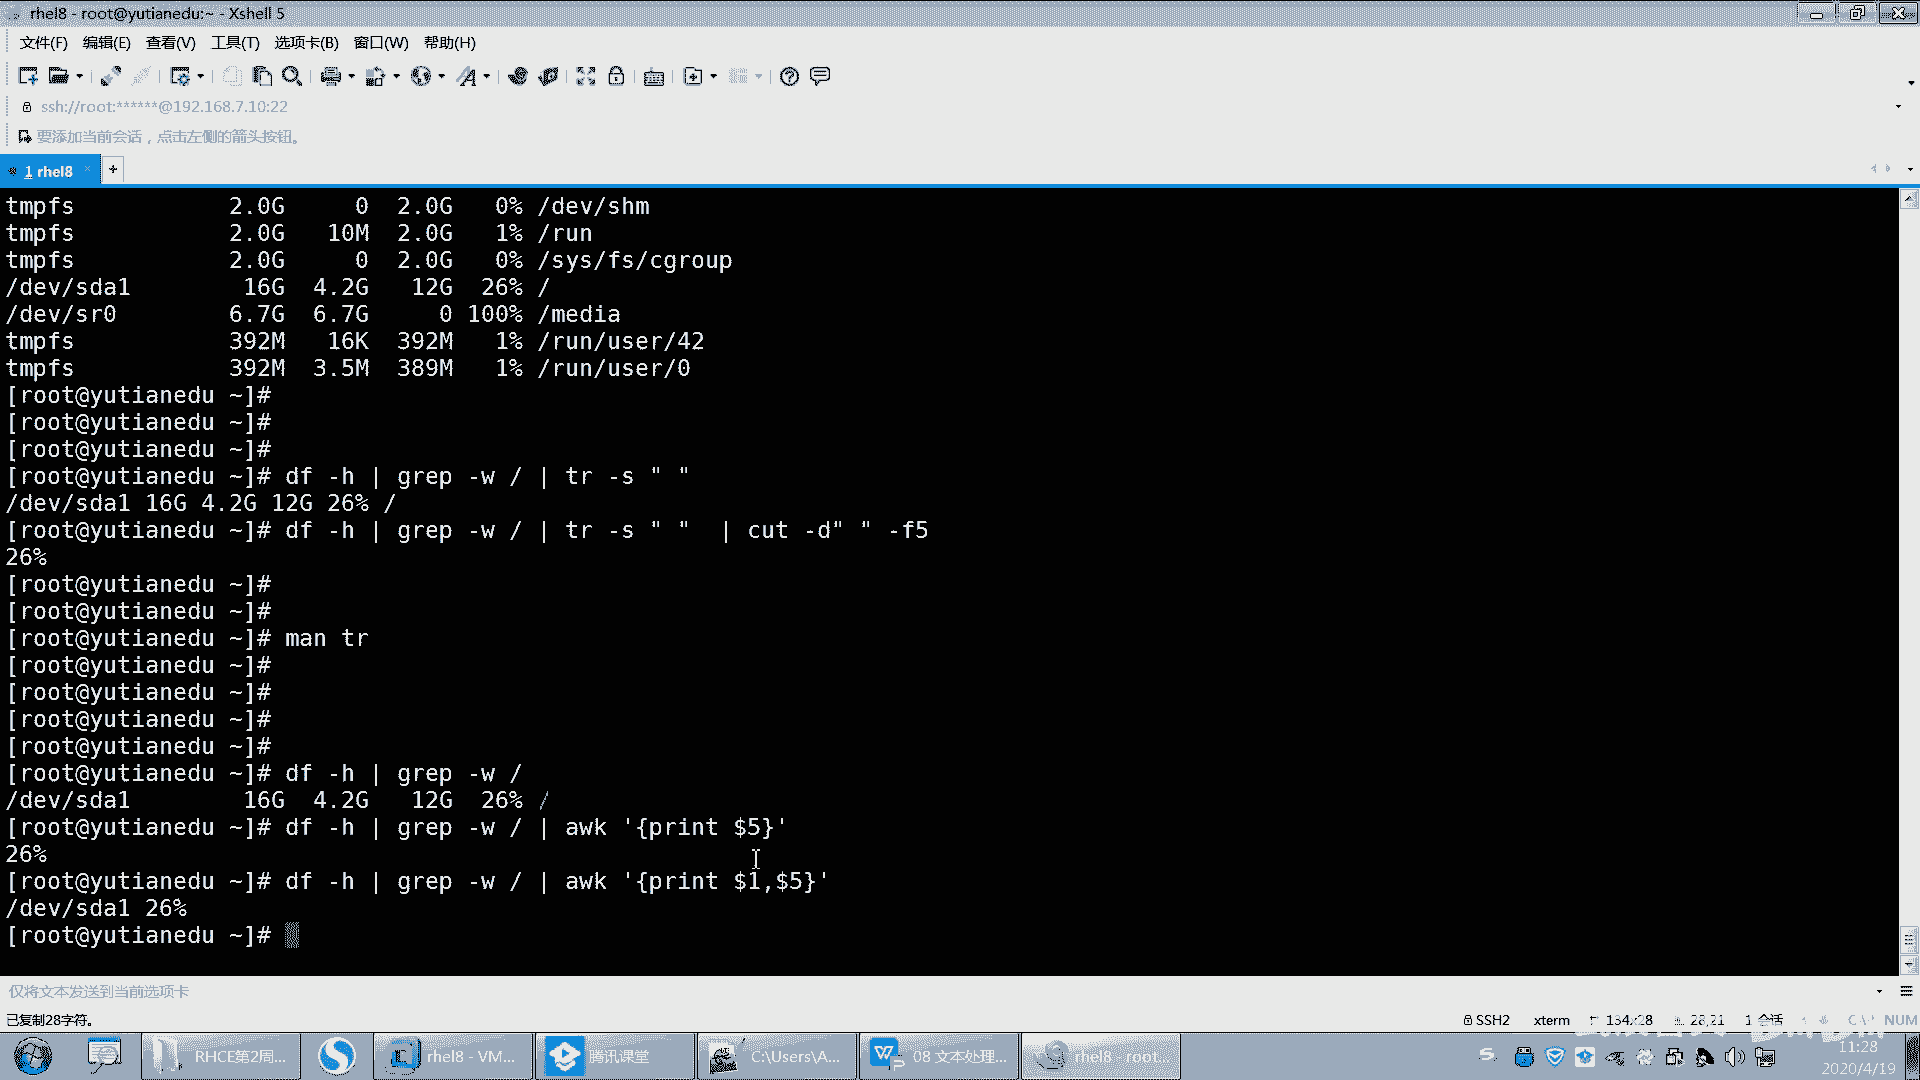 rhel8 - root@yutianedu:~ - Xshell 5
文件(F) 编辑(E) 查看(V) 工具(T) 选项卡(B) 窗口(W) 帮助(H)
ssh://root:******@192.168.7.10:22
要添加当前会话，点击左侧的箭头按钮。
1 rhel8
tmpfs 2.0G 0 2.0G 0% /dev/shm
tmpfs 2.0G 10M 2.0G 1% /run
tmpfs 2.0G 0 2.0G 0% /sys/fs/cgroup
/dev/sda1 16G 4.2G 12G 26% /
/dev/sr0 6.7G 6.7G 0 100% /media
tmpfs 392M 16K 392M 1% /run/user/42
tmpfs 392M 3.5M 389M 1% /run/user/0
[root@yutianedu ~]#
[root@yutianedu ~]#
[root@yutianedu ~]#
[root@yutianedu ~]# df -h | grep -w / | tr -s " "
/dev/sda1 16G 4.2G 12G 26% /
[root@yutianedu ~]# df -h | grep -w / | tr -s " "  | cut -d" " -f5
26%
[root@yutianedu ~]#
[root@yutianedu ~]#
[root@yutianedu ~]# man tr
[root@yutianedu ~]#
[root@yutianedu ~]#
[root@yutianedu ~]#
[root@yutianedu ~]#
[root@yutianedu ~]# df -h | grep -w /
/dev/sda1 16G 4.2G 12G 26% /
[root@yutianedu ~]# df -h | grep -w / | awk '{print $5}'
26%
[root@yutianedu ~]# df -h | grep -w / | awk '{print $1,$5}'
/dev/sda1 26%
[root@yutianedu ~]#
仅将文本发送到当前选项卡
已复制28字符。 SSH2 xterm 134x28 28,21 1 会话 CAP NUM
RHCE第2周... rhel8 - VM... 腾讯课堂 C:\Users\A... 08 文本处理... rhel8 - root... 11:28
2020/4/19